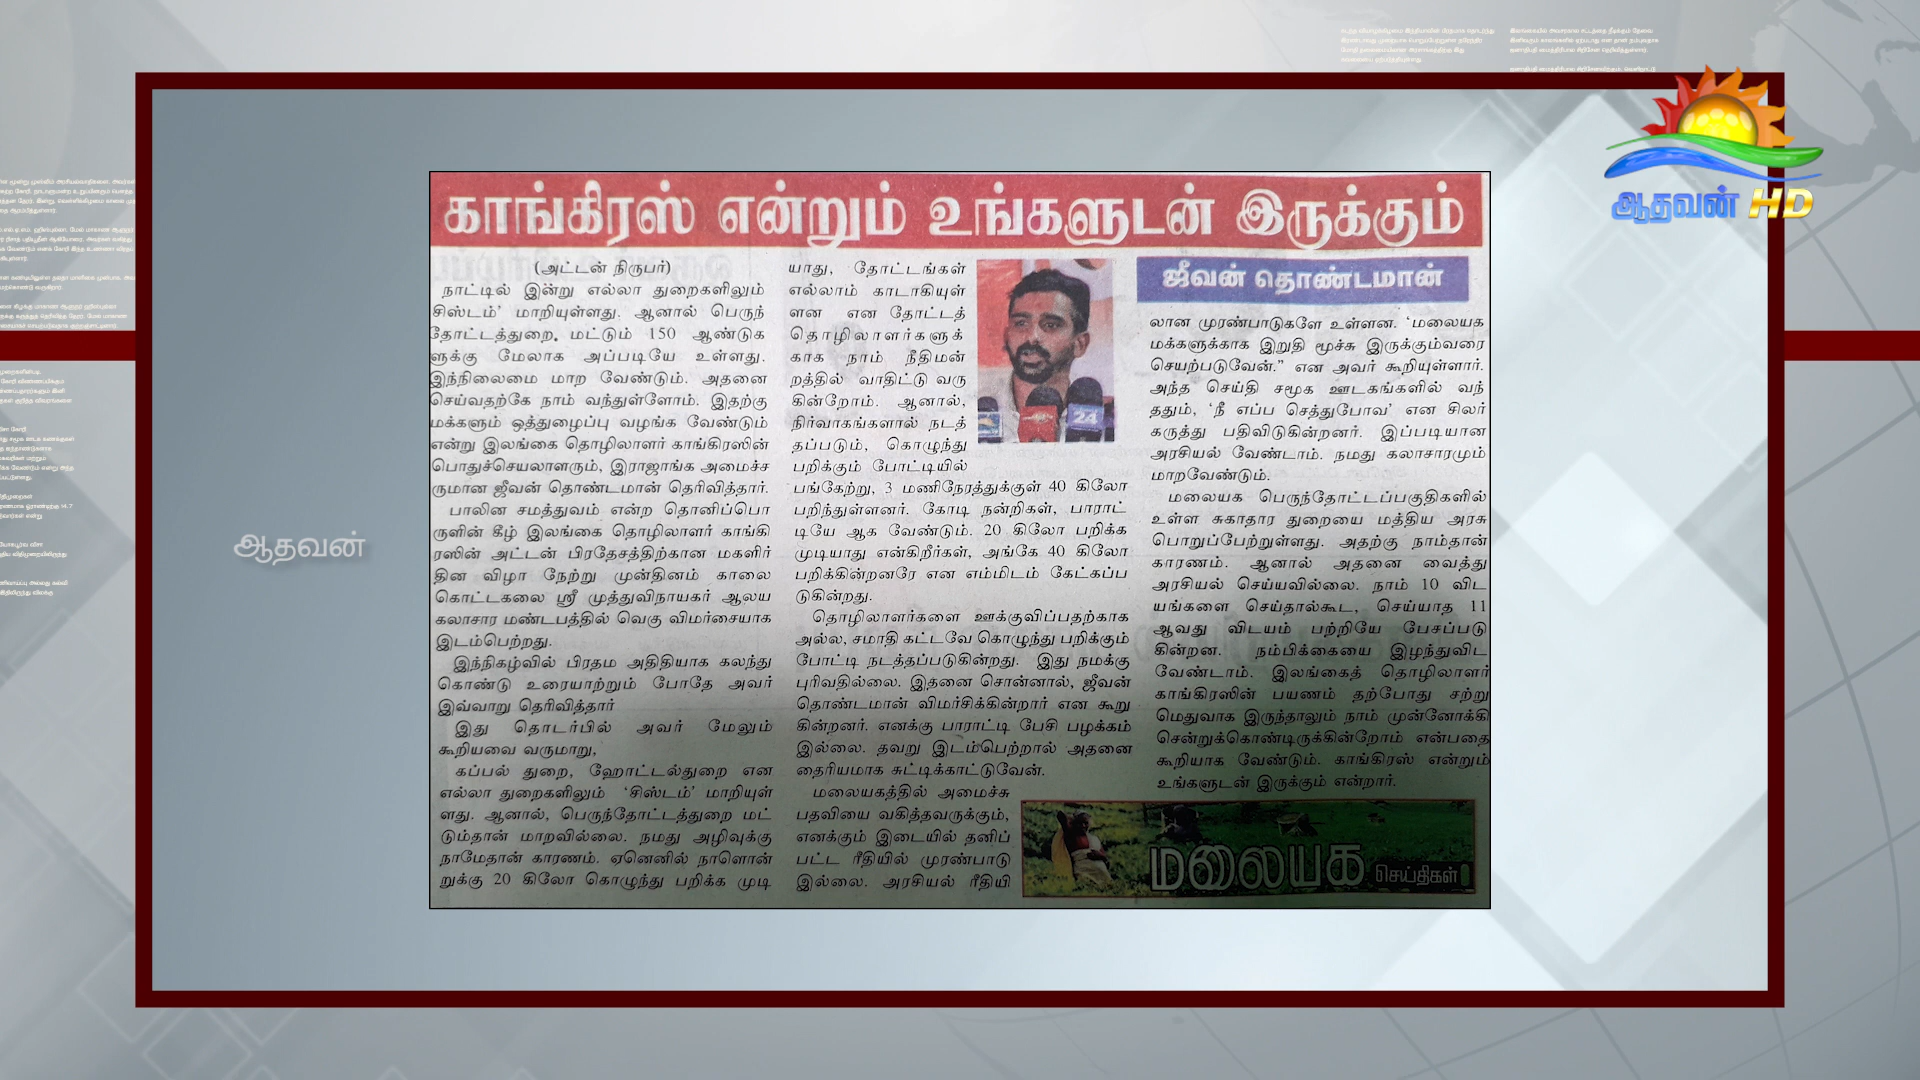 ஆதவன் HD
ஆதவன்
காங்கிரஸ் என்றும் உங்களுடன் இருக்கும்
ஜீவன் தொண்டமான்
(அட்டன் நிருபர்)
நாட்டில் இன்று எல்லா துறைகளிலும்
சிஸ்டம்' மாறியுள்ளது. ஆனால் பெருந்
தோட்டத்துறை. மட்டும் 150 ஆண்டுக
ளுக்கு மேலாக அப்படியே உள்ளது.
இந்நிலைமை மாற வேண்டும். அதனை
செய்வதற்கே நாம் வந்துள்ளோம். இதற்கு
மக்களும் ஒத்துழைப்பு வழங்க வேண்டும்
என்று இலங்கை தொழிலாளர் காங்கிரஸின்
பொதுச்செயலாளரும், இராஜாங்க அமைச்ச
ருமான ஜீவன் தொண்டமான் தெரிவித்தார்.
பாலின சமத்துவம் என்ற தொனிப்பொ
ருளின் கீழ் இலங்கை தொழிலாளர் காங்கி
ரஸின் அட்டன் பிரதேசத்திற்கான மகளிர்
தின விழா நேற்று முன்தினம் காலை
கொட்டகலை ஸ்ரீ முத்துவிநாயகர் ஆலய
கலாசார மண்டபத்தில் வெகு விமர்சையாக
இடம்பெற்றது.
இந்நிகழ்வில் பிரதம அதிதியாக கலந்து
கொண்டு உரையாற்றும் போதே அவர்
இவ்வாறு தெரிவித்தார்
இது தொடர்பில் அவர் மேலும்
கூறியவை வருமாறு,
கப்பல் துறை, ஹோட்டல்துறை என
எல்லா துறைகளிலும் 'சிஸ்டம்' மாறியுள்
ளது. ஆனால், பெருந்தோட்டத்துறை மட்
டும்தான் மாறவில்லை. நமது அழிவுக்கு
நாமேதான் காரணம். ஏனெனில் நாளொன்
றுக்கு 20 கிலோ கொழுந்து பறிக்க முடி
யாது, தோட்டங்கள்
எல்லாம் காடாகியுள்
ளன என தோட்டத்
தொழிலாளர்களுக்
காக நாம் நீதிமன்
றத்தில் வாதிட்டு வரு
கின்றோம். ஆனால்,
நிர்வாகங்களால் நடத்
தப்படும், கொழுந்து
பறிக்கும் போட்டியில்
பங்கேற்று, 3 மணிநேரத்துக்குள் 40 கிலோ
பறிந்துள்ளனர். கோடி நன்றிகள், பாராட்
டியே ஆக வேண்டும். 20 கிலோ பறிக்க
முடியாது என்கிறீர்கள், அங்கே 40 கிலோ
பறிக்கின்றனரே என எம்மிடம் கேட்கப்ப
டுகின்றது.
தொழிலாளர்களை ஊக்குவிப்பதற்காக
அல்ல, சமாதி கட்டவே கொழுந்து பறிக்கும்
போட்டி நடத்தப்படுகின்றது. இது நமக்கு
புரிவதில்லை. இதனை சொன்னால், ஜீவன்
தொண்டமான் விமர்சிக்கின்றார் என கூறு
கின்றனர். எனக்கு பாராட்டி பேசி பழக்கம்
இல்லை. தவறு இடம்பெற்றால் அதனை
தைரியமாக சுட்டிக்காட்டுவேன்.
மலையகத்தில் அமைச்சு
பதவியை வகித்தவருக்கும்,
எனக்கும் இடையில் தனிப்
பட்ட ரீதியில் முரண்பாடு
இல்லை. அரசியல் ரீதியி
லான முரண்பாடுகளே உள்ளன. 'மலையக
மக்களுக்காக இறுதி மூச்சு இருக்கும்வரை
செயற்படுவேன்." என அவர் கூறியுள்ளார்.
அந்த செய்தி சமூக ஊடகங்களில் வந்
ததும், 'நீ எப்ப செத்துபோவ' என சிலர்
கருத்து பதிவிடுகின்றனர். இப்படியான
அரசியல் வேண்டாம். நமது கலாசாரமும்
மாறவேண்டும்.
மலையக பெருந்தோட்டப்பகுதிகளில்
உள்ள சுகாதார துறையை மத்திய அரசு
பொறுப்பேற்றுள்ளது. அதற்கு நாம்தான்
காரணம். ஆனால் அதனை வைத்து
அரசியல் செய்யவில்லை. நாம் 10 விட
யங்களை செய்தால்கூட, செய்யாத 11
ஆவது விடயம் பற்றியே பேசப்படு
கின்றன. நம்பிக்கையை இழந்துவிட
வேண்டாம். இலங்கைத் தொழிலாளர்
காங்கிரஸின் பயணம் தற்போது சற்று
மெதுவாக இருந்தாலும் நாம் முன்னோக்கி
சென்றுக்கொண்டிருக்கின்றோம் என்பதை
கூறியாக வேண்டும். காங்கிரஸ் என்றும்
உங்களுடன் இருக்கும் என்றார்.
24
மலையக செய்திகள்